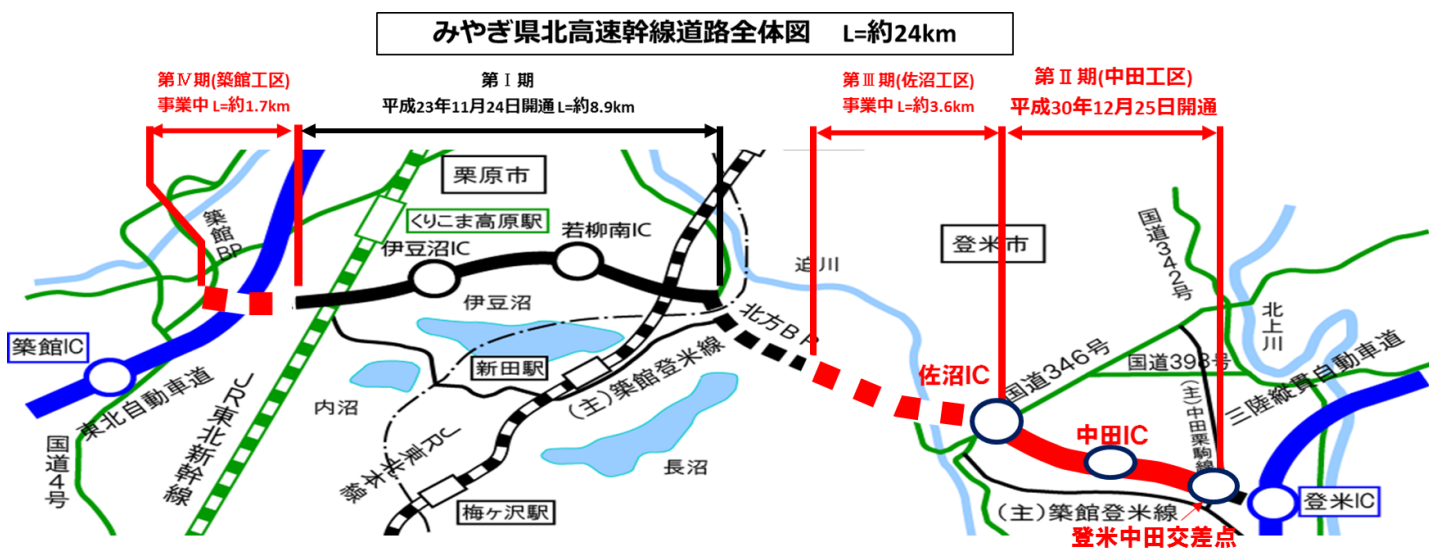 みやぎ県北高速幹線道路全体図 L=約24km
第Ⅳ期(築館工区)
事業中 L=約1.7km
第Ⅰ期
平成23年11月24日開通 L=約8.9km
第Ⅲ期(佐沼工区)
事業中 L=約3.6km
第Ⅱ期(中田工区)
平成30年12月25日開通
栗原市
築館BP
くりこま高原駅
若柳南IC
伊豆沼IC
伊豆沼
迫川
登米市
国道342号
北上川
北方BP
築館IC
新田駅
佐沼IC
国道346号
国道398号
三陸縦貫自動車道
(主)中田栗駒線
東北自動車道
JR東北新幹線
内沼
(主)築館登米線
中田IC
国道4号
JR東北本線
長沼
梅ヶ沢駅
(主)築館登米線
登米IC
登米中田交差点